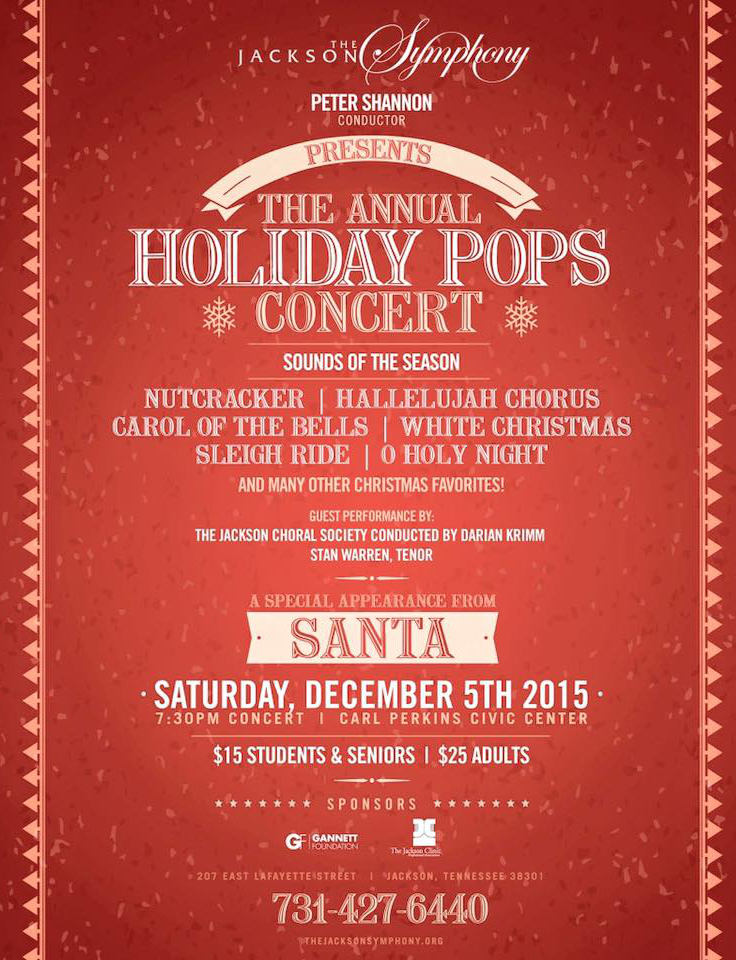 THE
JACKSON Symphony
PETER SHANNON
CONDUCTOR
PRESENTS
THE ANNUAL
HOLIDAY POPS
CONCERT
SOUNDS OF THE SEASON
NUTCRACKER | HALLELUJAH CHORUS
CAROL OF THE BELLS | WHITE CHRISTMAS
SLEIGH RIDE | O HOLY NIGHT
AND MANY OTHER CHRISTMAS FAVORITES!
GUEST PERFORMANCE BY:
THE JACKSON CHORAL SOCIETY CONDUCTED BY DARIAN KRIMM
STAN WARREN, TENOR
A SPECIAL APPEARANCE FROM
SANTA
· SATURDAY, DECEMBER 5TH 2015 ·
7:30PM CONCERT | CARL PERKINS CIVIC CENTER
$15 STUDENTS & SENIORS | $25 ADULTS
SPONSORS
GF GANNETT
FOUNDATION
The Jackson Clinic
Professional Association
207 EAST LAFAYETTE STREET | JACKSON, TENNESSEE 38301
731-427-6440
THEJACKSONSYMPHONY.ORG